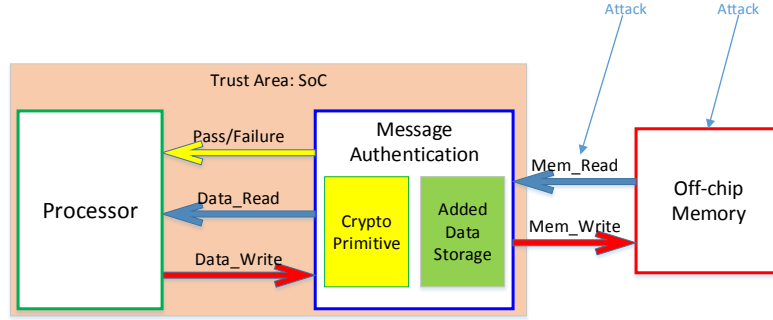 Attack
Attack
Trust Area: SoC
Processor
Pass/Failure
Data_Read
Data_Write
Message
Authentication
Crypto
Primitive
Added
Data
Storage
Mem_Read
Mem_Write
Off-chip
Memory